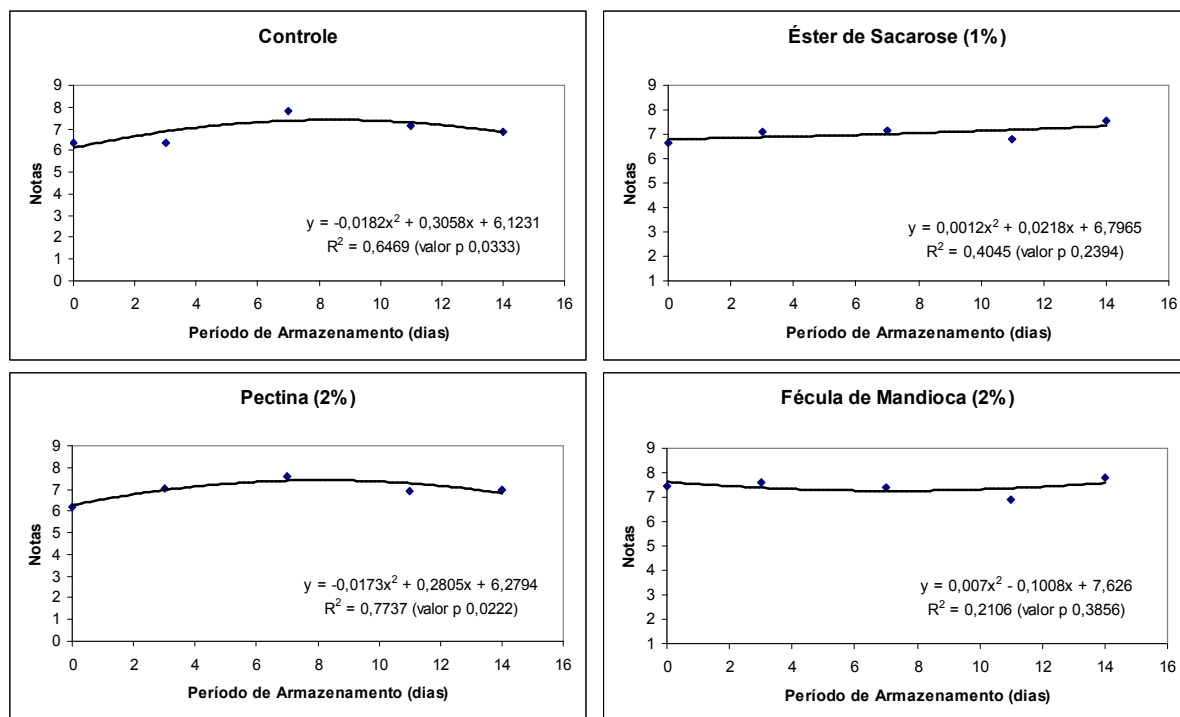 Controle
9
8
7
6
5
4
3
2
1
0
Notas
y = -0,0182x² + 0,3058x + 6,1231
R² = 0,6469 (valor p 0,0333)
0 2 4 6 8 10 12 14 16
Período de Armazenamento (dias)
Éster de Sacarose (1%)
9
8
7
6
5
4
3
2
1
Notas
y = 0,0012x² + 0,0218x + 6,7965
R² = 0,4045 (valor p 0,2394)
0 2 4 6 8 10 12 14 16
Período de Armazenamento (dias)
Pectina (2%)
9
8
7
6
5
4
3
2
1
0
Notas
y = -0,0173x² + 0,2805x + 6,2794
R² = 0,7737 (valor p 0,0222)
0 2 4 6 8 10 12 14 16
Período de Armazenamento (dias)
Fécula de Mandioca (2%)
9
8
7
6
5
4
3
2
1
Notas
y = 0,007x² - 0,1008x + 7,626
R² = 0,2106 (valor p 0,3856)
0 2 4 6 8 10 12 14 16
Período de Armazenamento (dias)